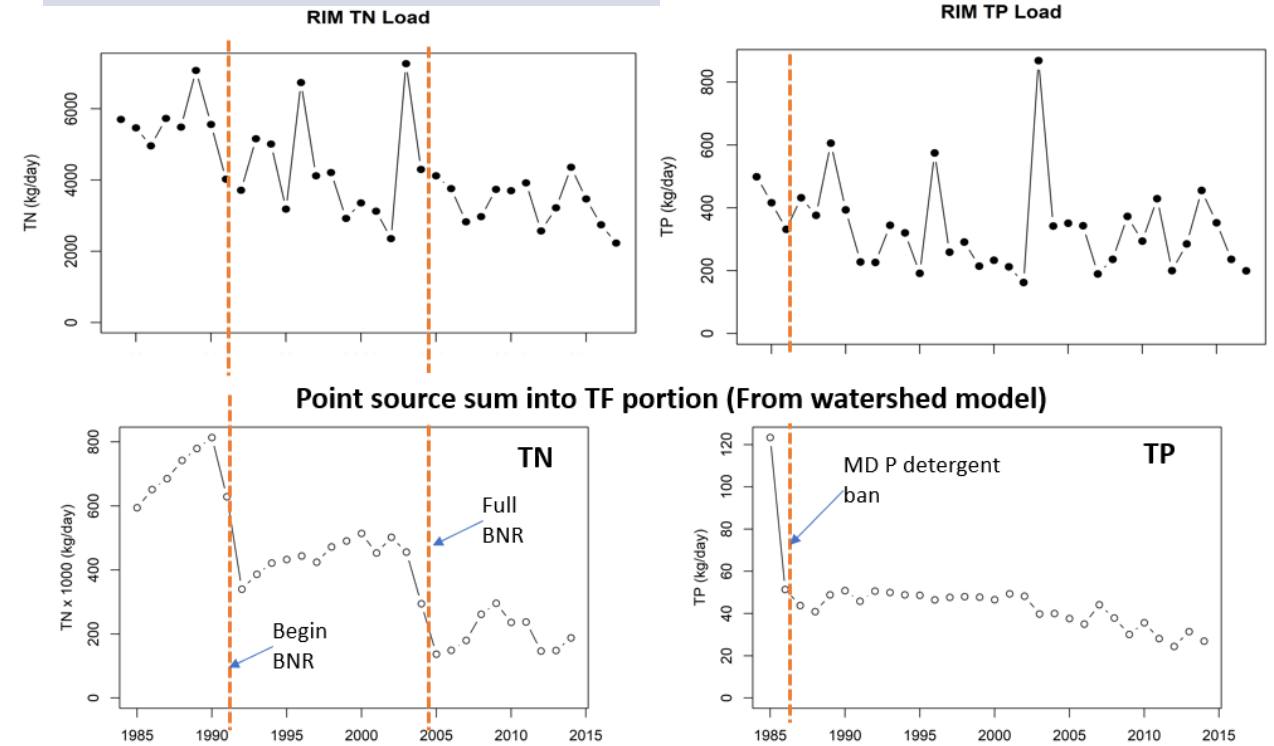 RIM TN Load
TN (kg/day)
6000
4000
2000
0
RIM TP Load
TP (kg/day)
800
600
400
200
0
Point source sum into TF portion (From watershed model)
TN x 1000 (kg/day)
800
600
400
200
0
TN
Full
BNR
Begin
BNR
1985 1990 1995 2000 2005 2010 2015
TP (kg/day)
120
100
80
60
40
20
0
TP
MD P detergent
ban
1985 1990 1995 2000 2005 2010 2015